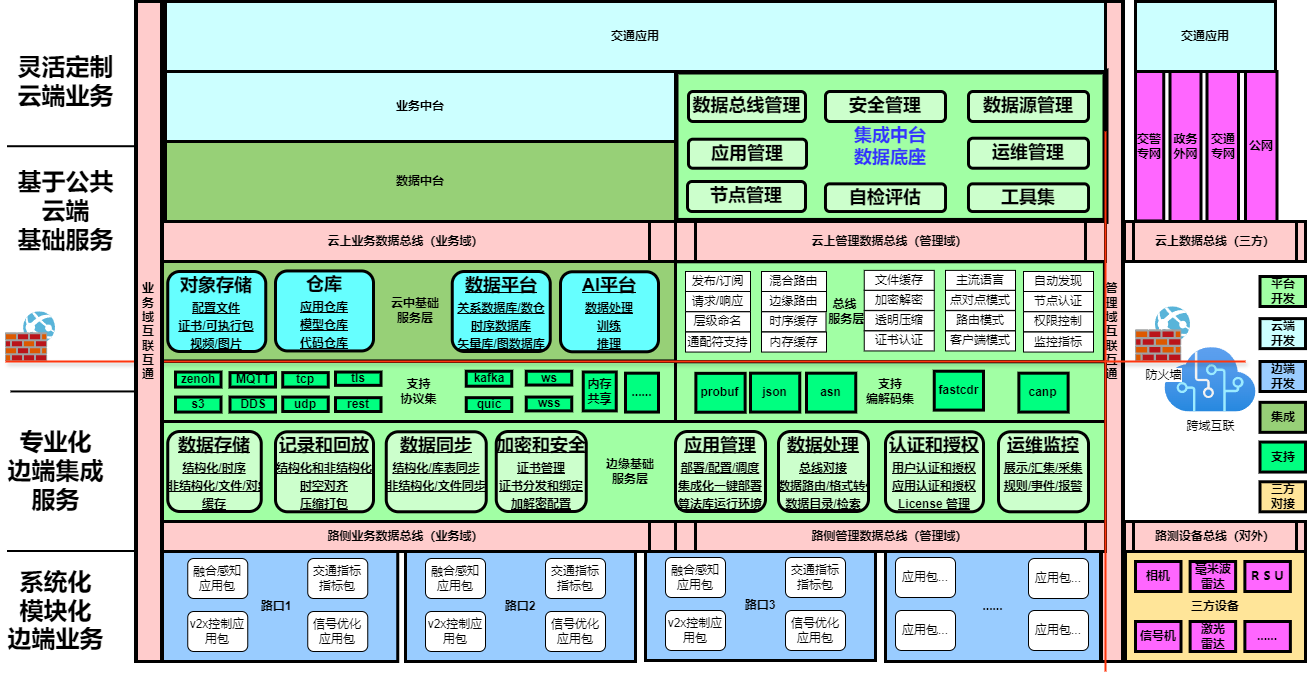 灵活定制
云端业务
基于公共
云端
基础服务
专业化
边端集成
服务
系统化
模块化
边端业务
业务域互联互通
交通应用
业务中台
数据中台
数据总线管理
安全管理
数据源管理
集成中台
数据底座
应用管理
运维管理
节点管理
自检评估
工具集
云上业务数据总线（业务域）
云上管理数据总线（管理域）
对象存储
配置文件
证书/可执行包
视频/图片
仓库
应用仓库
模型仓库
代码仓库
云中基础
服务层
数据平台
关系数据库/数仓
时序数据库
矢量库/图数据库
AI平台
数据处理
训练
推理
发布/订阅
请求/响应
层级命名
通配符支持
混合路由
边缘路由
时序缓存
内存缓存
总线
服务层
文件缓存
加密解密
透明压缩
证书认证
主流语言
点对点模式
路由模式
客户端模式
自动发现
节点认证
权限控制
监控指标
zenoh
MQTT
tcp
tls
s3
DDS
udp
rest
支持
协议集
kafka
ws
quic
wss
内存
共享
......
probuf
json
asn
支持
编解码集
fastcdr
canp
数据存储
结构化/时序
非结构化/文件/对象
缓存
记录和回放
结构化和非结构化
时空对齐
压缩打包
数据同步
结构化/库表同步
非结构化/文件同步
加密和安全
证书管理
证书分发和绑定
加解密配置
边缘基础
服务层
应用管理
部署/配置/调度
集成化一键部署
算法库运行环境
数据处理
总线对接
数据路由/格式转
数据目录/检索
认证和授权
用户认证和授权
应用认证和授权
License 管理
运维监控
展示/汇集/采集
规则/事件/报警
路侧业务数据总线（业务域）
路侧管理数据总线（管理域）
融合感知
应用包
交通指标
指标包
路口1
v2x控制应
用包
信号优化
应用包
融合感知
应用包
交通指标
指标包
路口2
v2x控制应
用包
信号优化
应用包
融合感知
应用包
交通指标
指标包
路口3
v2x控制应
用包
信号优化
应用包
应用包...
应用包...
......
应用包...
应用包...
管理域互联互通
交通应用
交警
专网
政务
外网
交通
专网
公网
云上数据总线（三方）
防火墙
跨域互联
平台
开发
云端
开发
边端
开发
集成
支持
三方
对接
路测设备总线（对外）
相机
毫米波
雷达
R S U
三方设备
信号机
激光
雷达
......